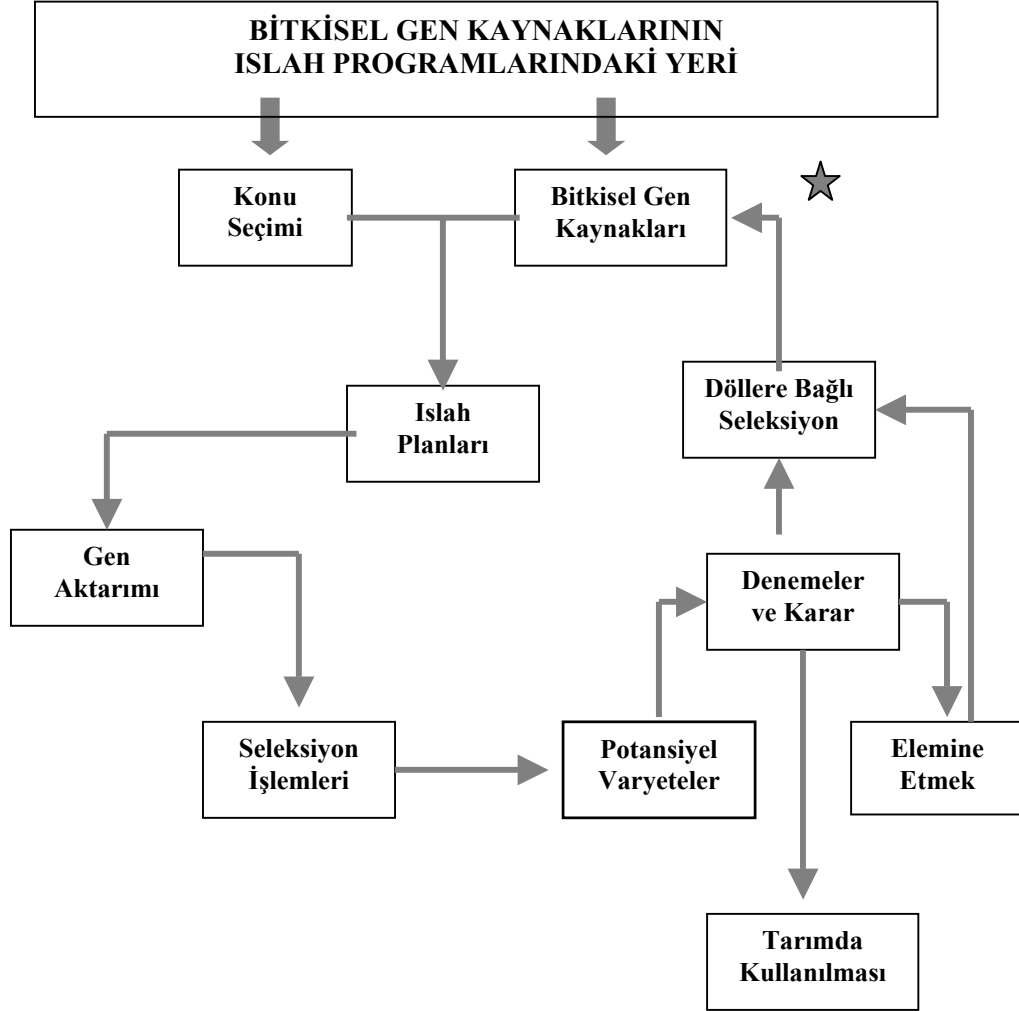 BİTKİSEL GEN KAYNAKLARININ
ISLAH PROGRAMLARINDAKİ YERİ
Konu
Seçimi
Bitkisel Gen
Kaynakları
Islah
Planları
Döllere Bağlı
Seleksiyon
Gen
Aktarımı
Denemeler
ve Karar
Seleksiyon
İşlemleri
Potansiyel
Varyeteler
Elemine
Etmek
Tarımda
Kullanılması